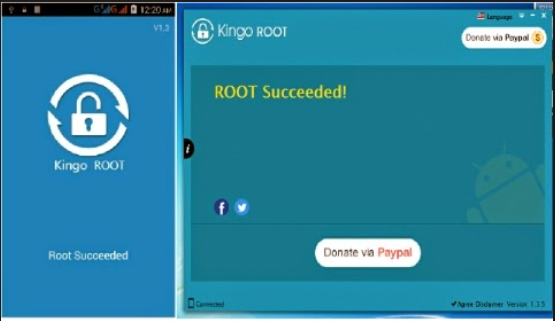 12:20 AM
V1.3
Kingo ROOT
Root Succeeded
Language
Kingo ROOT
Donate via Paypal $
ROOT Succeeded!
Donate via Paypal
Connected
Agree Disclaimer Version 1.3.5